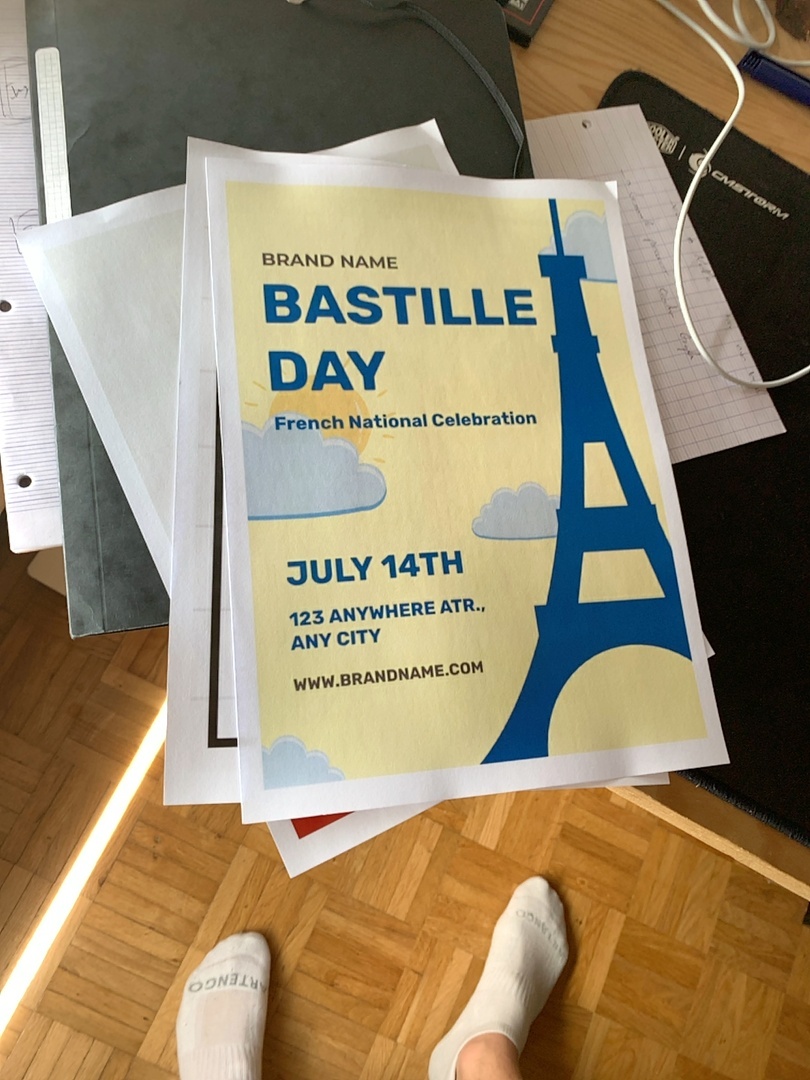 BRAND NAME
BASTILLE
DAY
French National Celebration
JULY 14TH
123 ANYWHERE ATR.,
ANY CITY
WWW.BRANDNAME.COM
CMSTORM
ARTENGO
ARTENGO